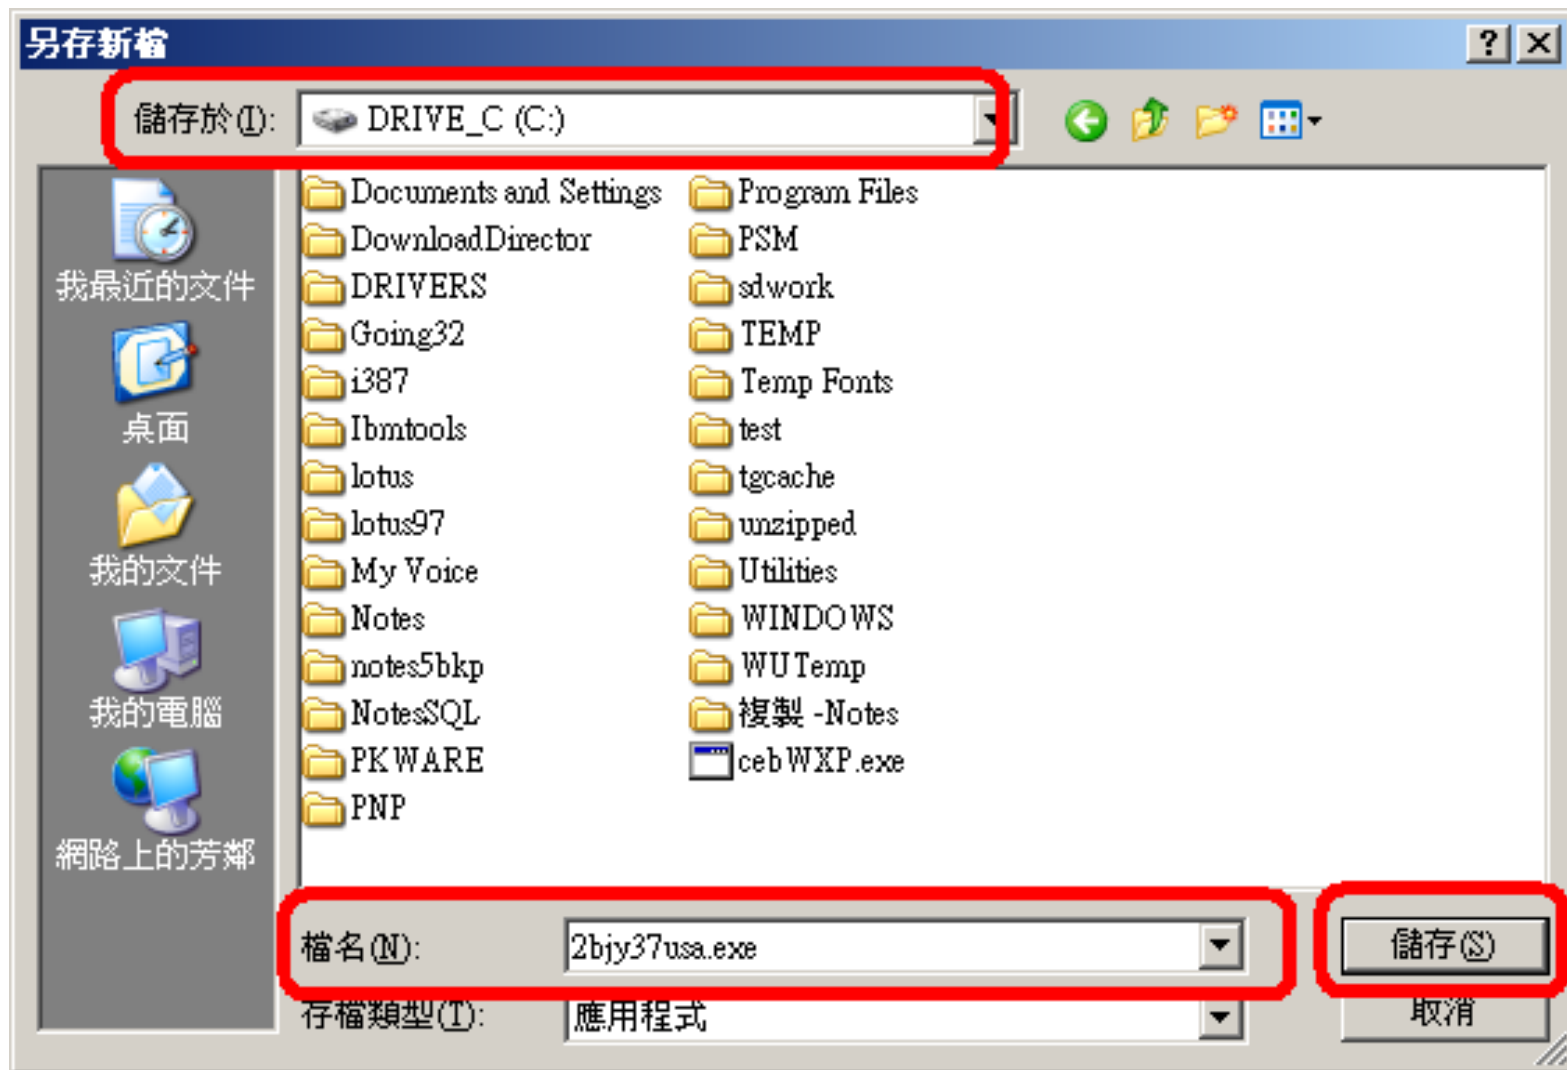 另存新檔
儲存於(I): DRIVE_C (C:)
我最近的文件
桌面
我的文件
我的電腦
網路上的芳鄰
Documents and Settings
DownloadDirector
DRIVERS
Going32
i387
Ibmtools
lotus
lotus97
My Voice
Notes
notes5bkp
NotesSQL
PKWARE
PNP
Program Files
PSM
sdwork
TEMP
Temp Fonts
test
tgcache
unzipped
Utilities
WINDOWS
WUTemp
複製 -Notes
cebWXP.exe
檔名(N): 2bjy37usa.exe 儲存(S)
存檔類型(T): 應用程式 取消